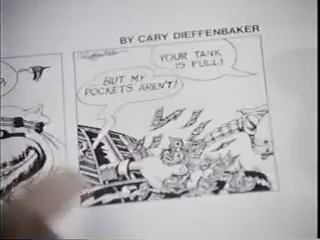 BY CARY DIEFFENBAKER
YOUR TANK
IS FULL!
BUT MY
POCKETS AREN'T!